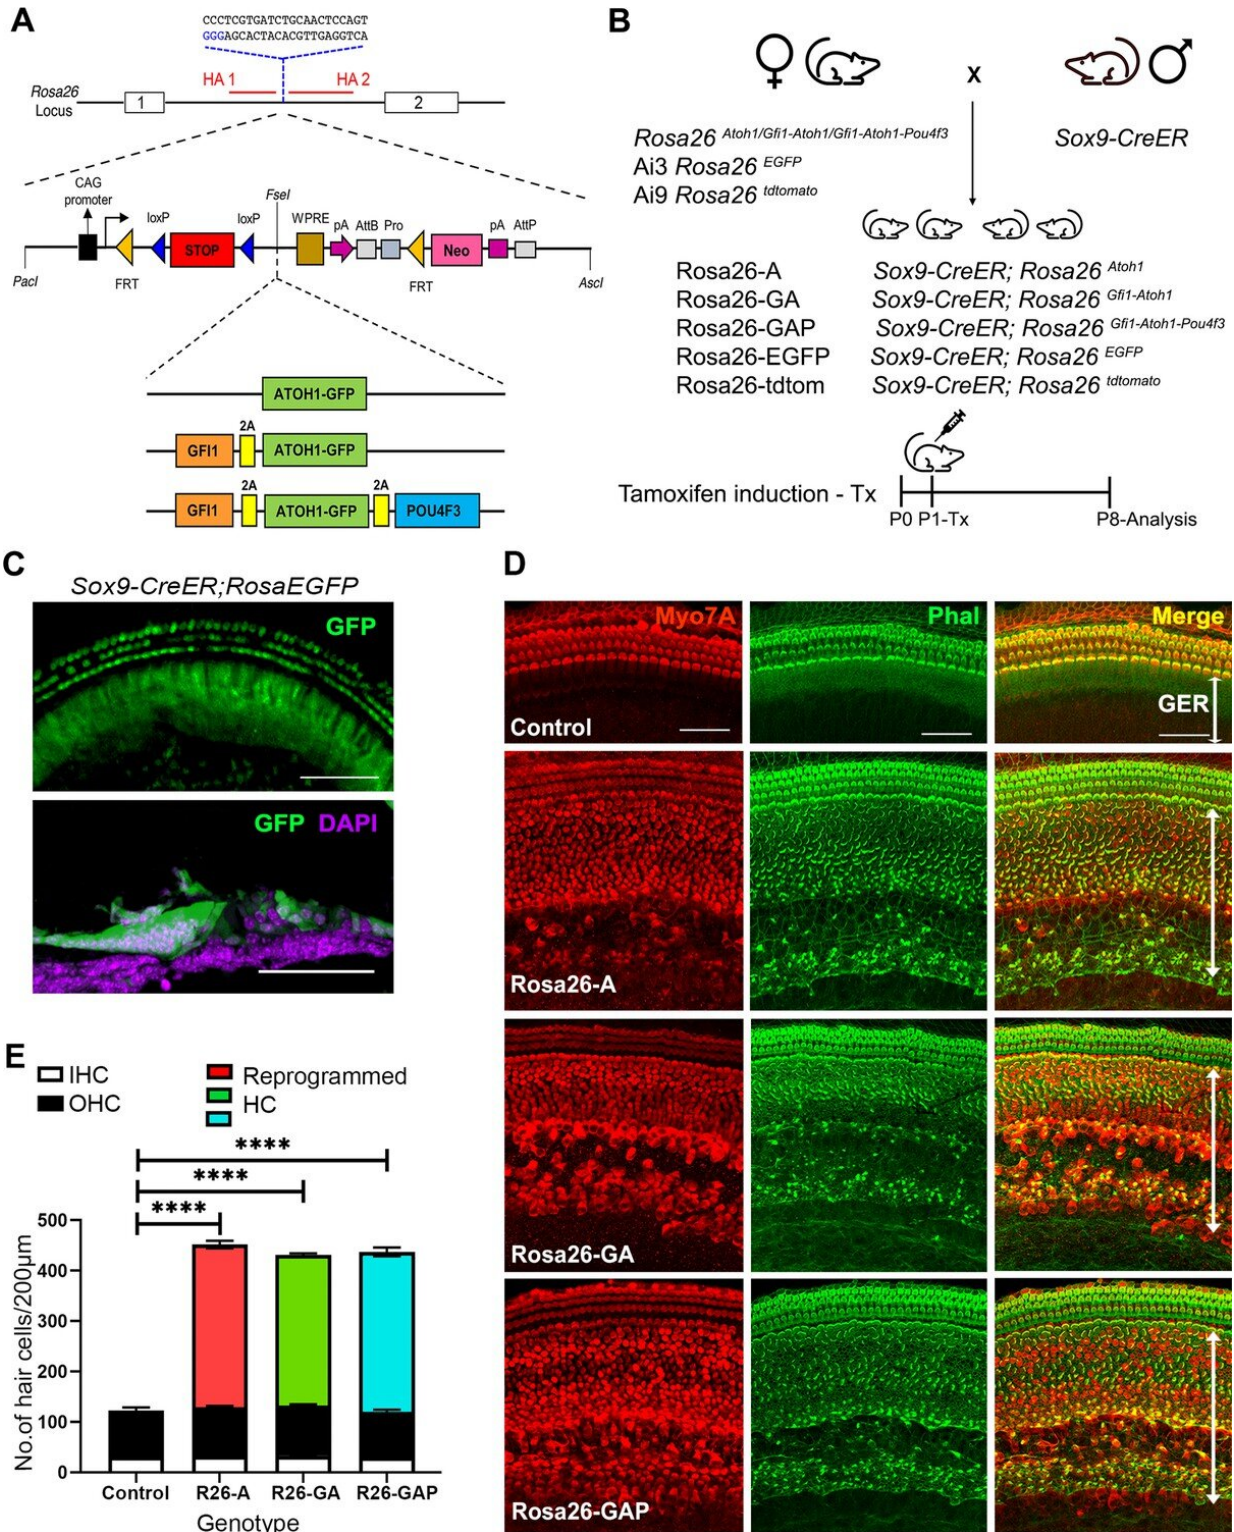 A
CCCTCGTGATCTGCAACTCCAGT
GGGAGCACTACACGTTGAGGTCA
HA 1
HA 2
Rosa26
Locus
1
2
CAG
promoter
loxP
loxP
FseI
WPRE
pA
AttB
Pro
pA
AttP
STOP
Neo
PacI
FRT
FRT
AscI
ATOH1-GFP
2A
GFI1
ATOH1-GFP
2A
2A
GFI1
ATOH1-GFP
POU4F3
B
X
Rosa26 Atoh1/Gfi1-Atoh1/Gfi1-Atoh1-Pou4f3
Ai3 Rosa26 EGFP
Ai9 Rosa26 tdtomato
Sox9-CreER
Rosa26-A Sox9-CreER; Rosa26 Atoh1
Rosa26-GA Sox9-CreER; Rosa26 Gfi1-Atoh1
Rosa26-GAP Sox9-CreER; Rosa26 Gfi1-Atoh1-Pou4f3
Rosa26-EGFP Sox9-CreER; Rosa26 EGFP
Rosa26-tdtom Sox9-CreER; Rosa26 tdtomato
Tamoxifen induction - Tx
P0 P1-Tx P8-Analysis
C
Sox9-CreER;RosaEGFP
GFP
GFP DAPI
D
Myo7A
Phal
Merge
Control
GER
Rosa26-A
Rosa26-GA
Rosa26-GAP
E
IHC
OHC
Reprogrammed
HC
****
****
****
No.of hair cells/200μm
500
400
300
200
100
0
Control R26-A R26-GA R26-GAP
Genotype